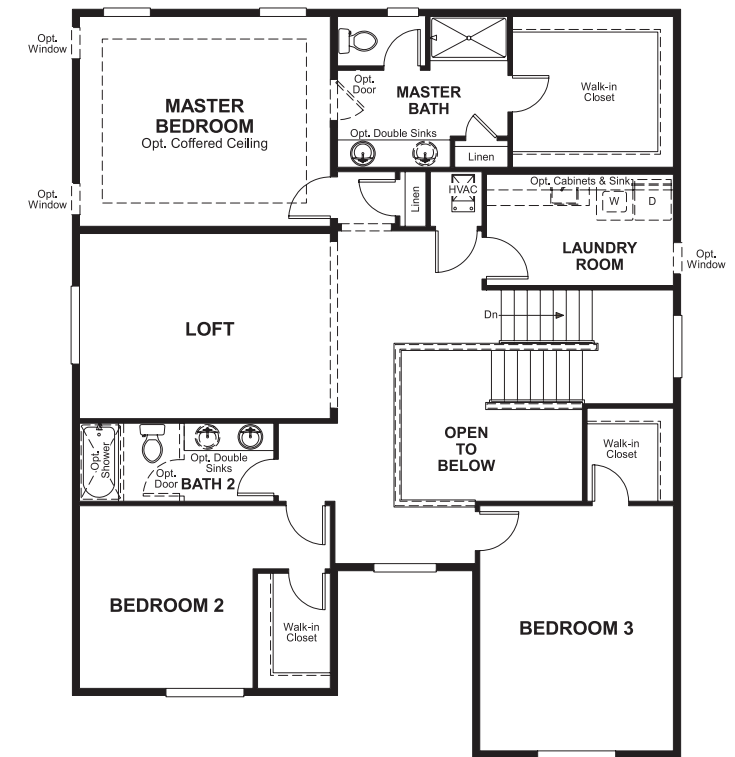 Opt.
Window
MASTER
BEDROOM
Opt. Coffered Ceiling
Opt.
Window
Opt.
Door
MASTER
BATH
Opt. Double Sinks
Linen
Walk-in
Closet
Linen
HVAC
Opt. Cabinets & Sink
W
D
LAUNDRY
ROOM
Opt.
Window
LOFT
Dn
OPEN
TO
BELOW
Walk-in
Closet
Opt.
Shower
Opt. Double
Sinks
Opt.
Door
BATH 2
BEDROOM 2
Walk-in
Closet
BEDROOM 3